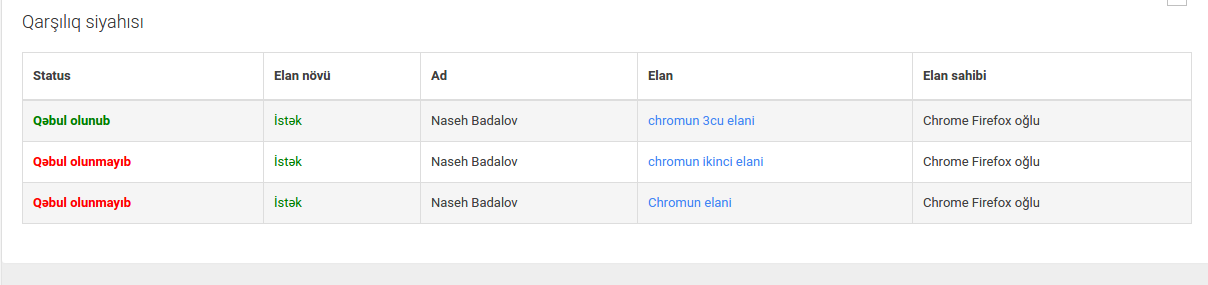 Qarşılıq siyahısı
Status Elan növü Ad Elan Elan sahibi
Qəbul olunub İstək Naseh Badalov chromun 3cu elani Chrome Firefox oğlu
Qəbul olunmayıb İstək Naseh Badalov chromun ikinci elani Chrome Firefox oğlu
Qəbul olunmayıb İstək Naseh Badalov Chromun elani Chrome Firefox oğlu